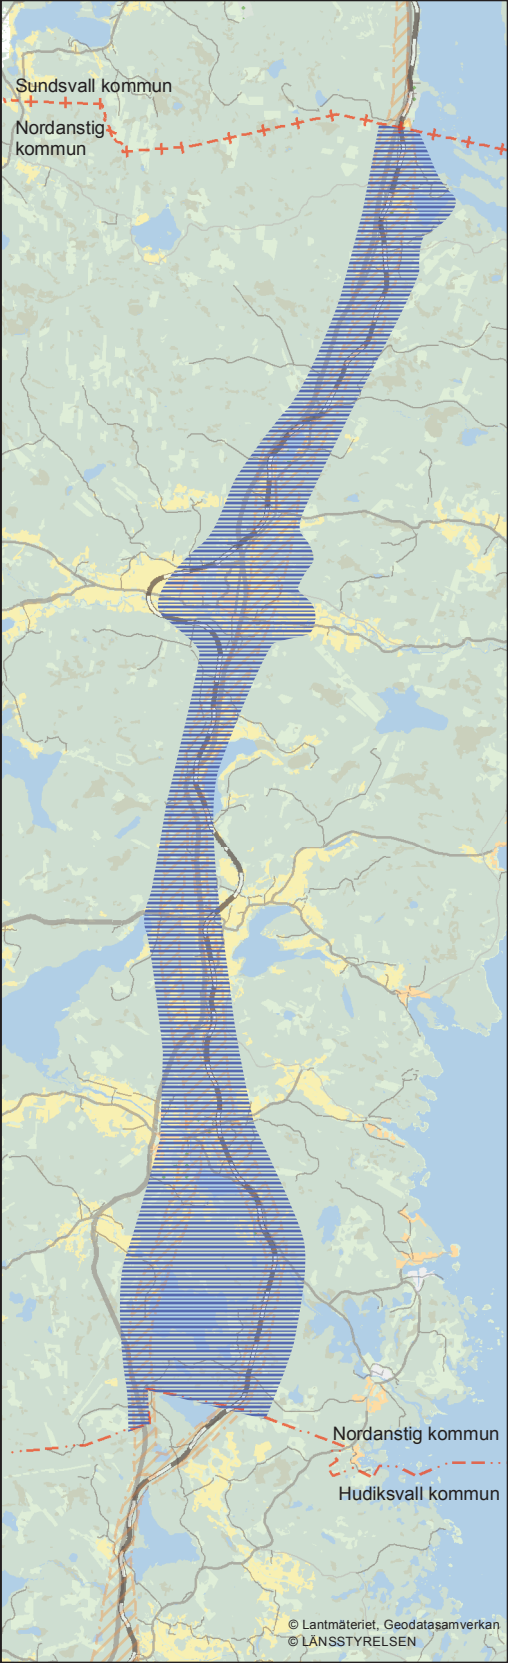 Sundsvall kommun
Nordanstig
kommun
Nordanstig kommun
Hudiksvall kommun
© Lantmäteriet, Geodatasamverkan
© LÄNSSTYRELSEN